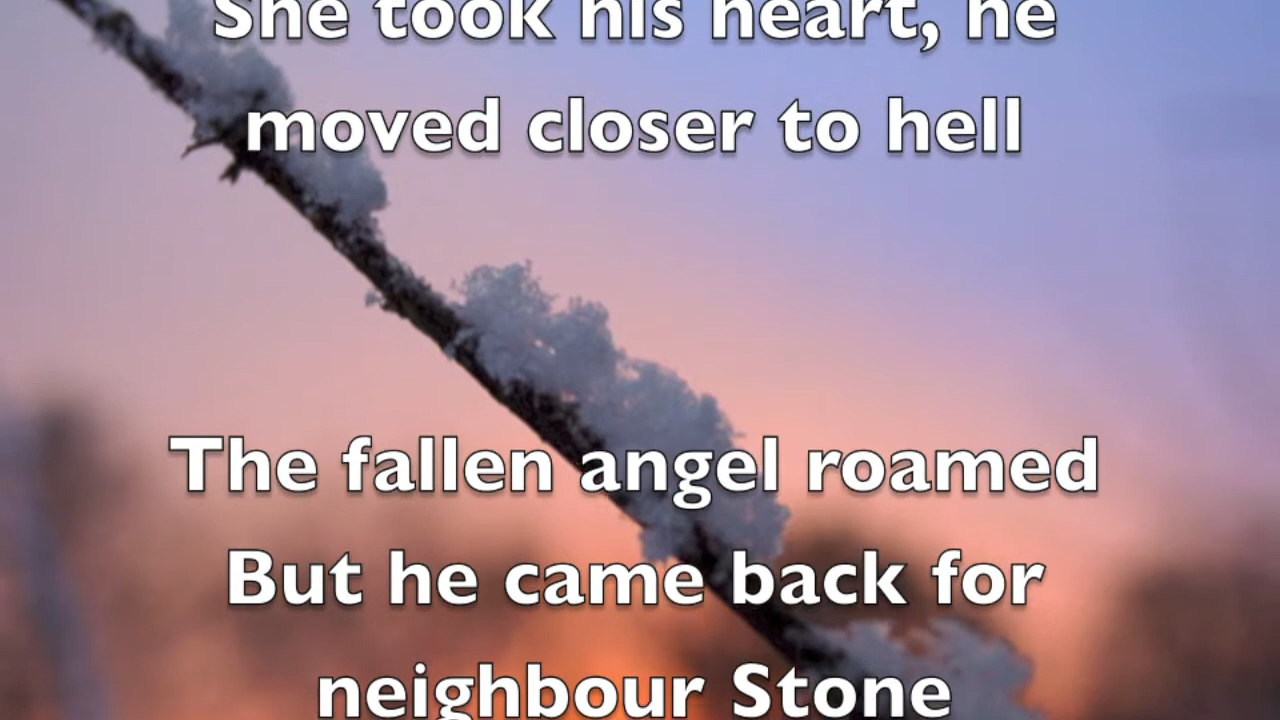 She took his heart, he
moved closer to hell
The fallen angel roamed
But he came back for
neighbour Stone